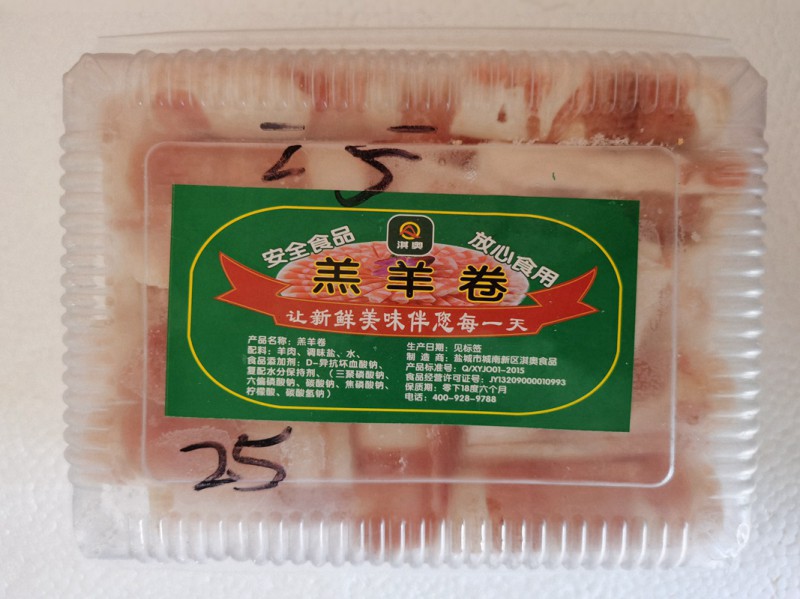 25
淇奥
安全食品 放心食用
羔羊卷
让新鲜美味伴您每一天
产品名称：羔羊卷
配料：羊肉、调味盐、水、
食品添加剂：D-异抗坏血酸钠、
复配水分保持剂、（三聚磷酸钠、
六偏磷酸钠、碳酸钠、焦磷酸钠、
柠檬酸、碳酸氢钠）
生产日期：见标签
制 造 商：盐城市城南新区淇奥食品
产品标准号：Q/XYJO01-2015
食品经营许可证号：JY13209000010993
保质期：零下18度六个月
电话：400-928-9788
25